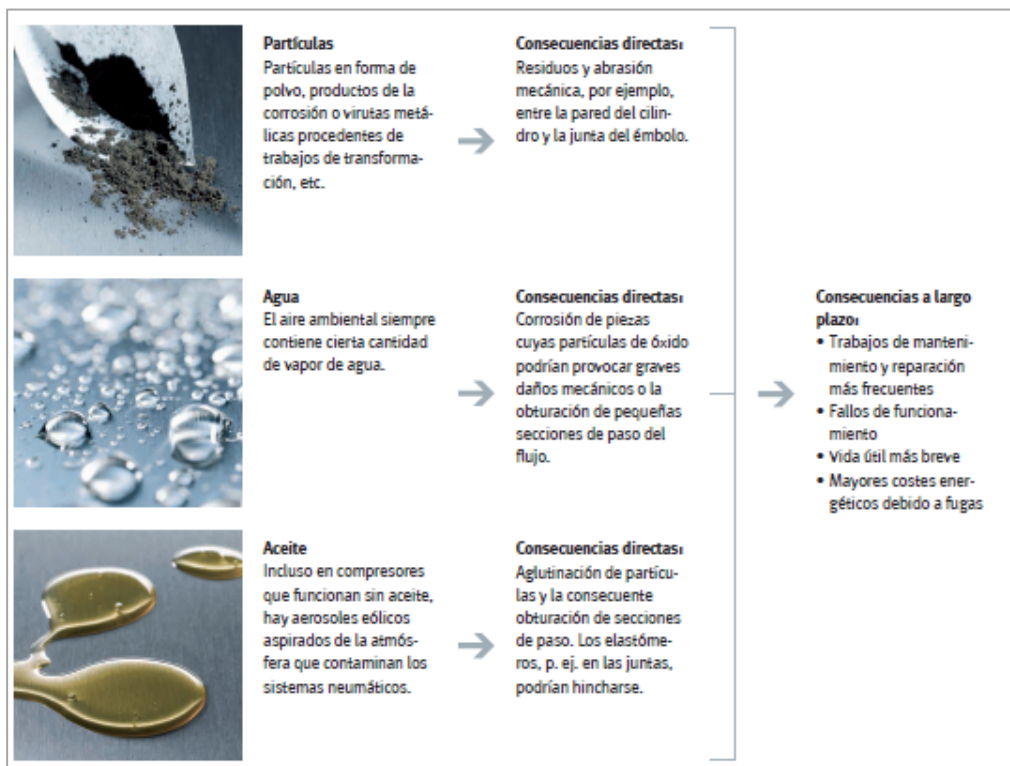 Partículas
Partículas en forma de
polvo, productos de la
corrosión o virutas metá-
licas procedentes de
trabajos de transforma-
ción, etc.
Consecuencias directas:
Residuos y abrasión
mecánica, por ejemplo,
entre la pared del cilin-
dro y la junta del émbolo.
Agua
El aire ambiental siempre
contiene cierta cantidad
de vapor de agua.
Consecuencias directas:
Corrosión de piezas
cuyas partículas de óxido
podrían provocar graves
daños mecánicos o la
obturación de pequeñas
secciones de paso del
flujo.
Aceite
Incluso en compresores
que funcionan sin aceite,
hay aerosoles eólicos
aspirados de la atmós-
fera que contaminan los
sistemas neumáticos.
Consecuencias directas:
Aglutinación de partícu-
las y la consecuente
obturación de secciones
de paso. Los elastóme-
ros, p. ej. en las juntas,
podrían hincharse.
Consecuencias a largo
plazo:
• Trabajos de manteni-
miento y reparación
más frecuentes
• Fallos de funciona-
miento
• Vida útil más breve
• Mayores costes ener-
géticos debido a fugas